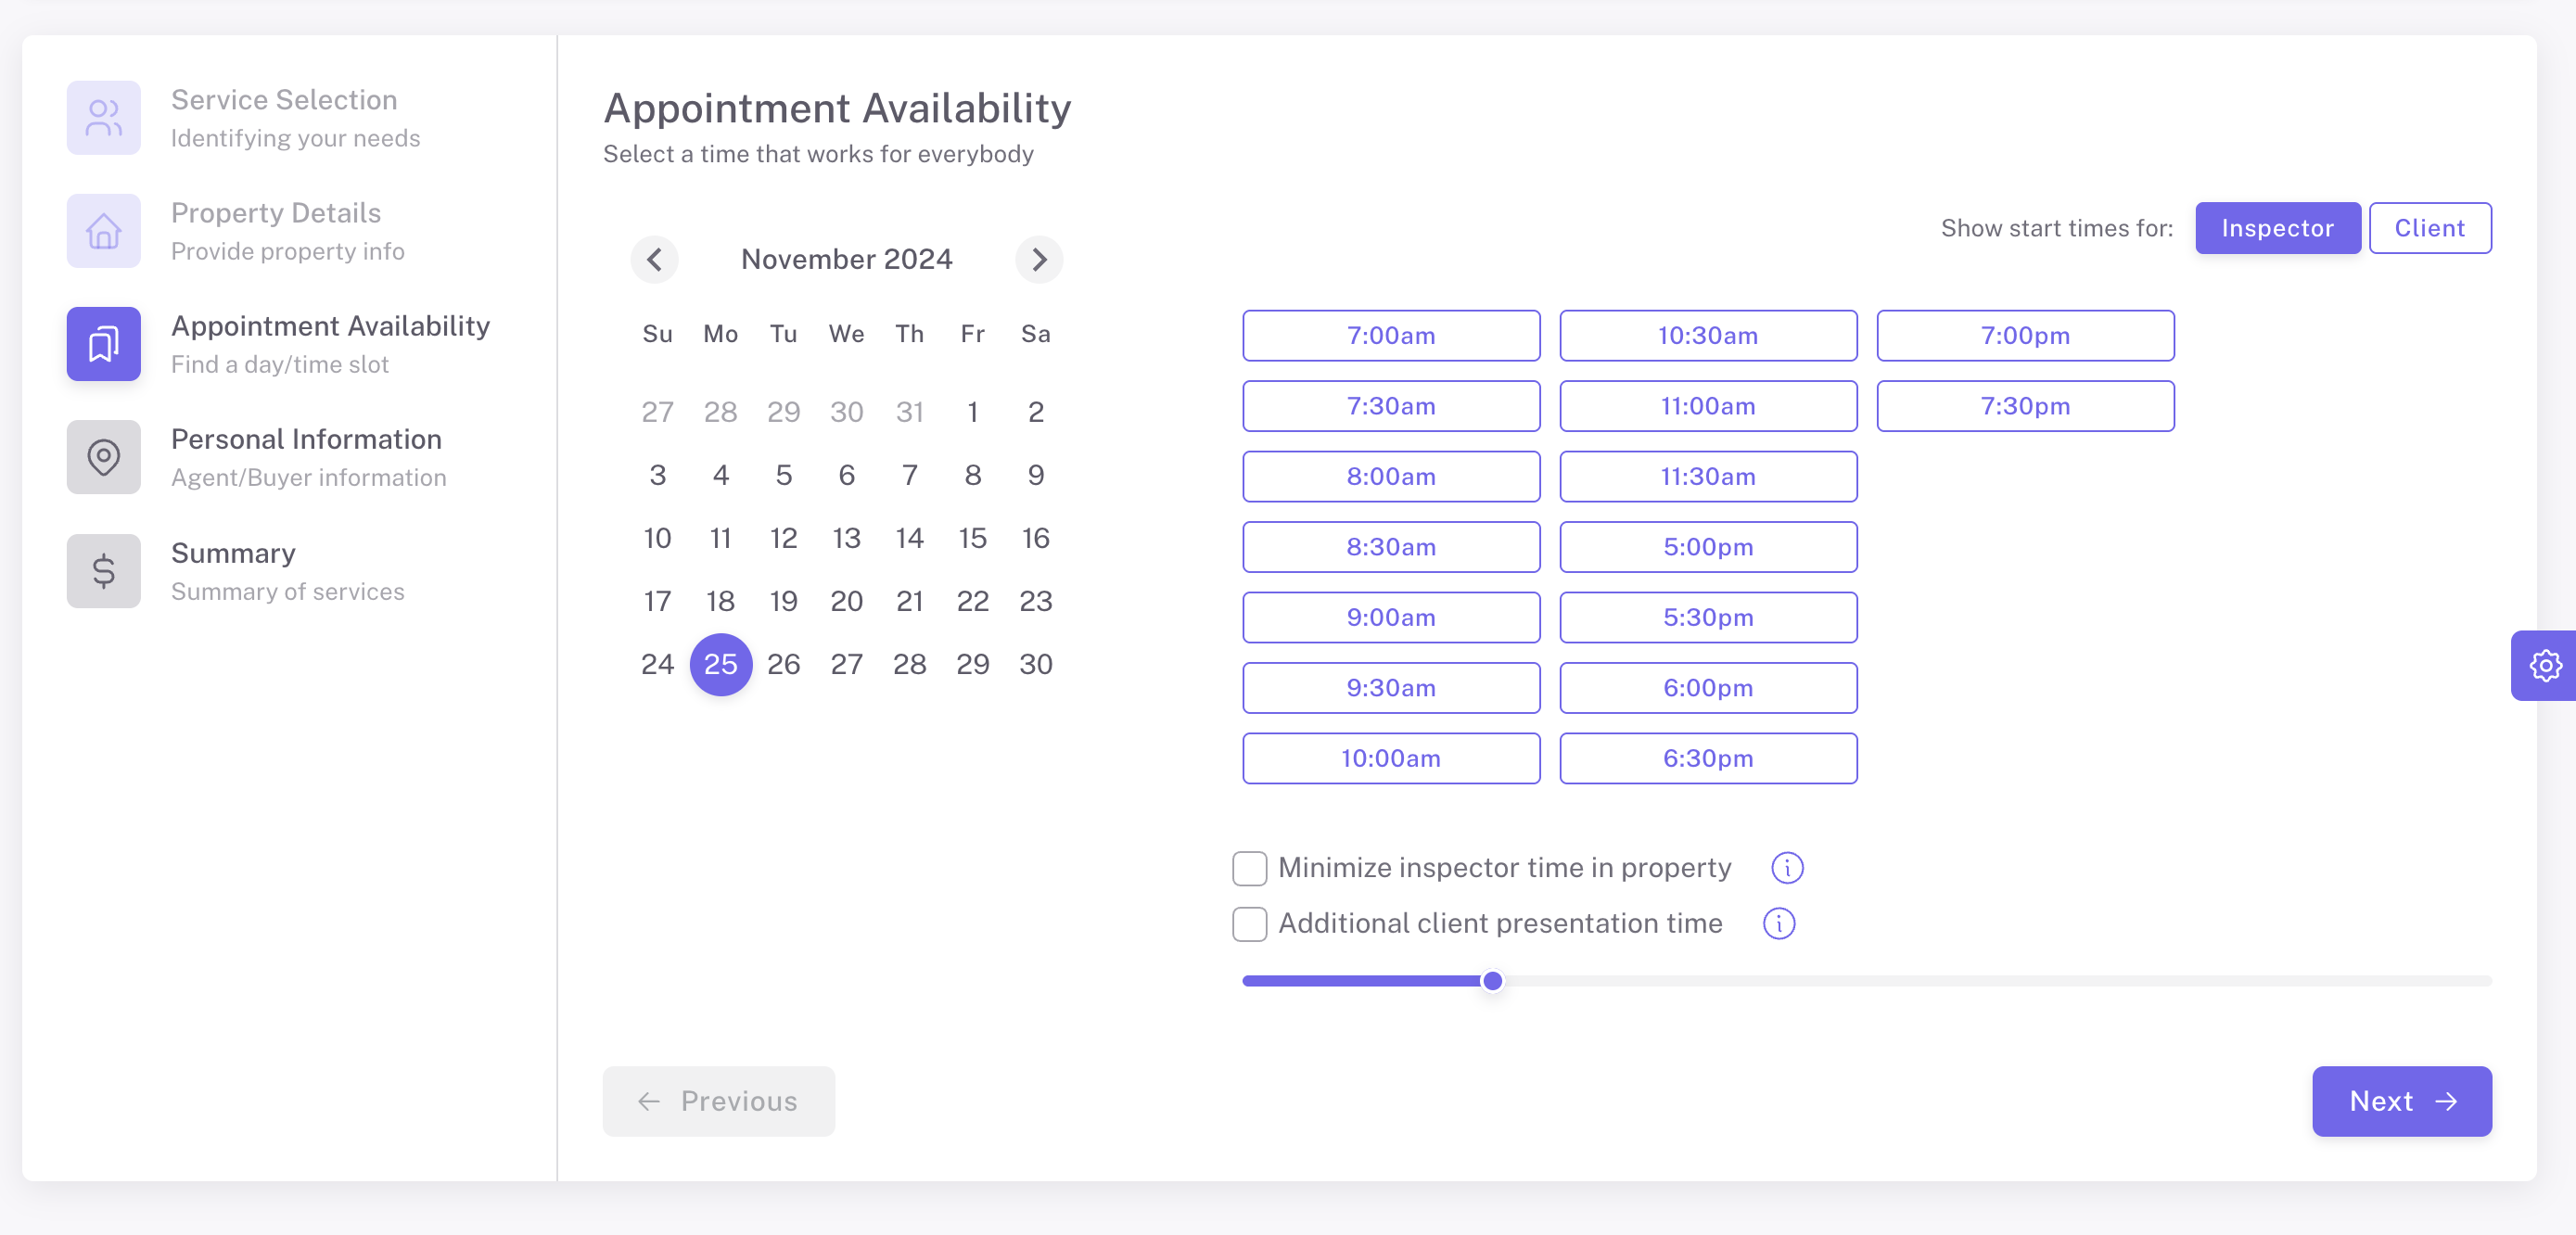 Service Selection
Identifying your needs
Property Details
Provide property info
Appointment Availability
Find a day/time slot
Personal Information
Agent/Buyer information
Summary
Summary of services
Appointment Availability
Select a time that works for everybody
November 2024
Su Mo Tu We Th Fr Sa
27 28 29 30 31 1 2
3 4 5 6 7 8 9
10 11 12 13 14 15 16
17 18 19 20 21 22 23
24 25 26 27 28 29 30
Show start times for: Inspector Client
7:00am 10:30am 7:00pm
7:30am 11:00am 7:30pm
8:00am 11:30am
8:30am 5:00pm
9:00am 5:30pm
9:30am 6:00pm
10:00am 6:30pm
Minimize inspector time in property
Additional client presentation time
Previous
Next